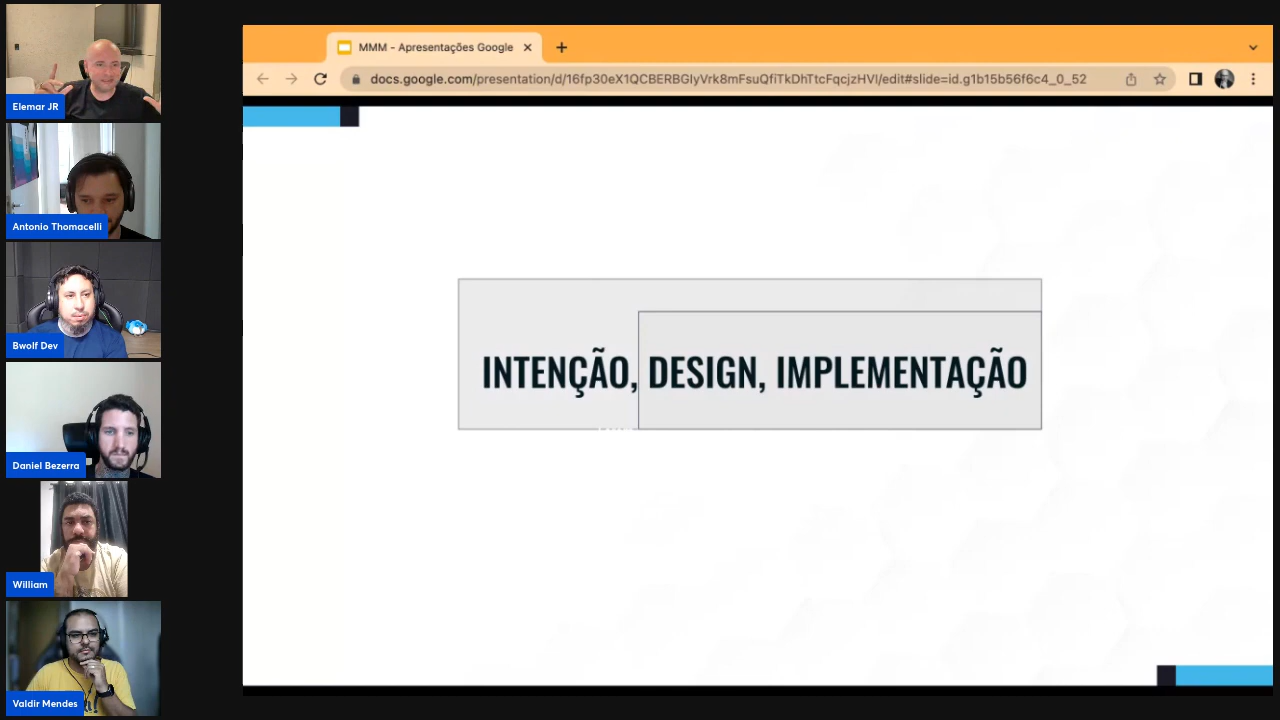 Elemar JR
Antonio Thomacelli
Bwolf Dev
Daniel Bezerra
William
Valdir Mendes
MMM - Apresentações Google
docs.google.com/presentation/d/16fp30eX1QCBERBGIyVrk8mFsuQfiTkDhTtcFqcjzHVI/edit#slide=id.g1b15b56f6c4_0_52
INTENÇÃO, DESIGN, IMPLEMENTAÇÃO